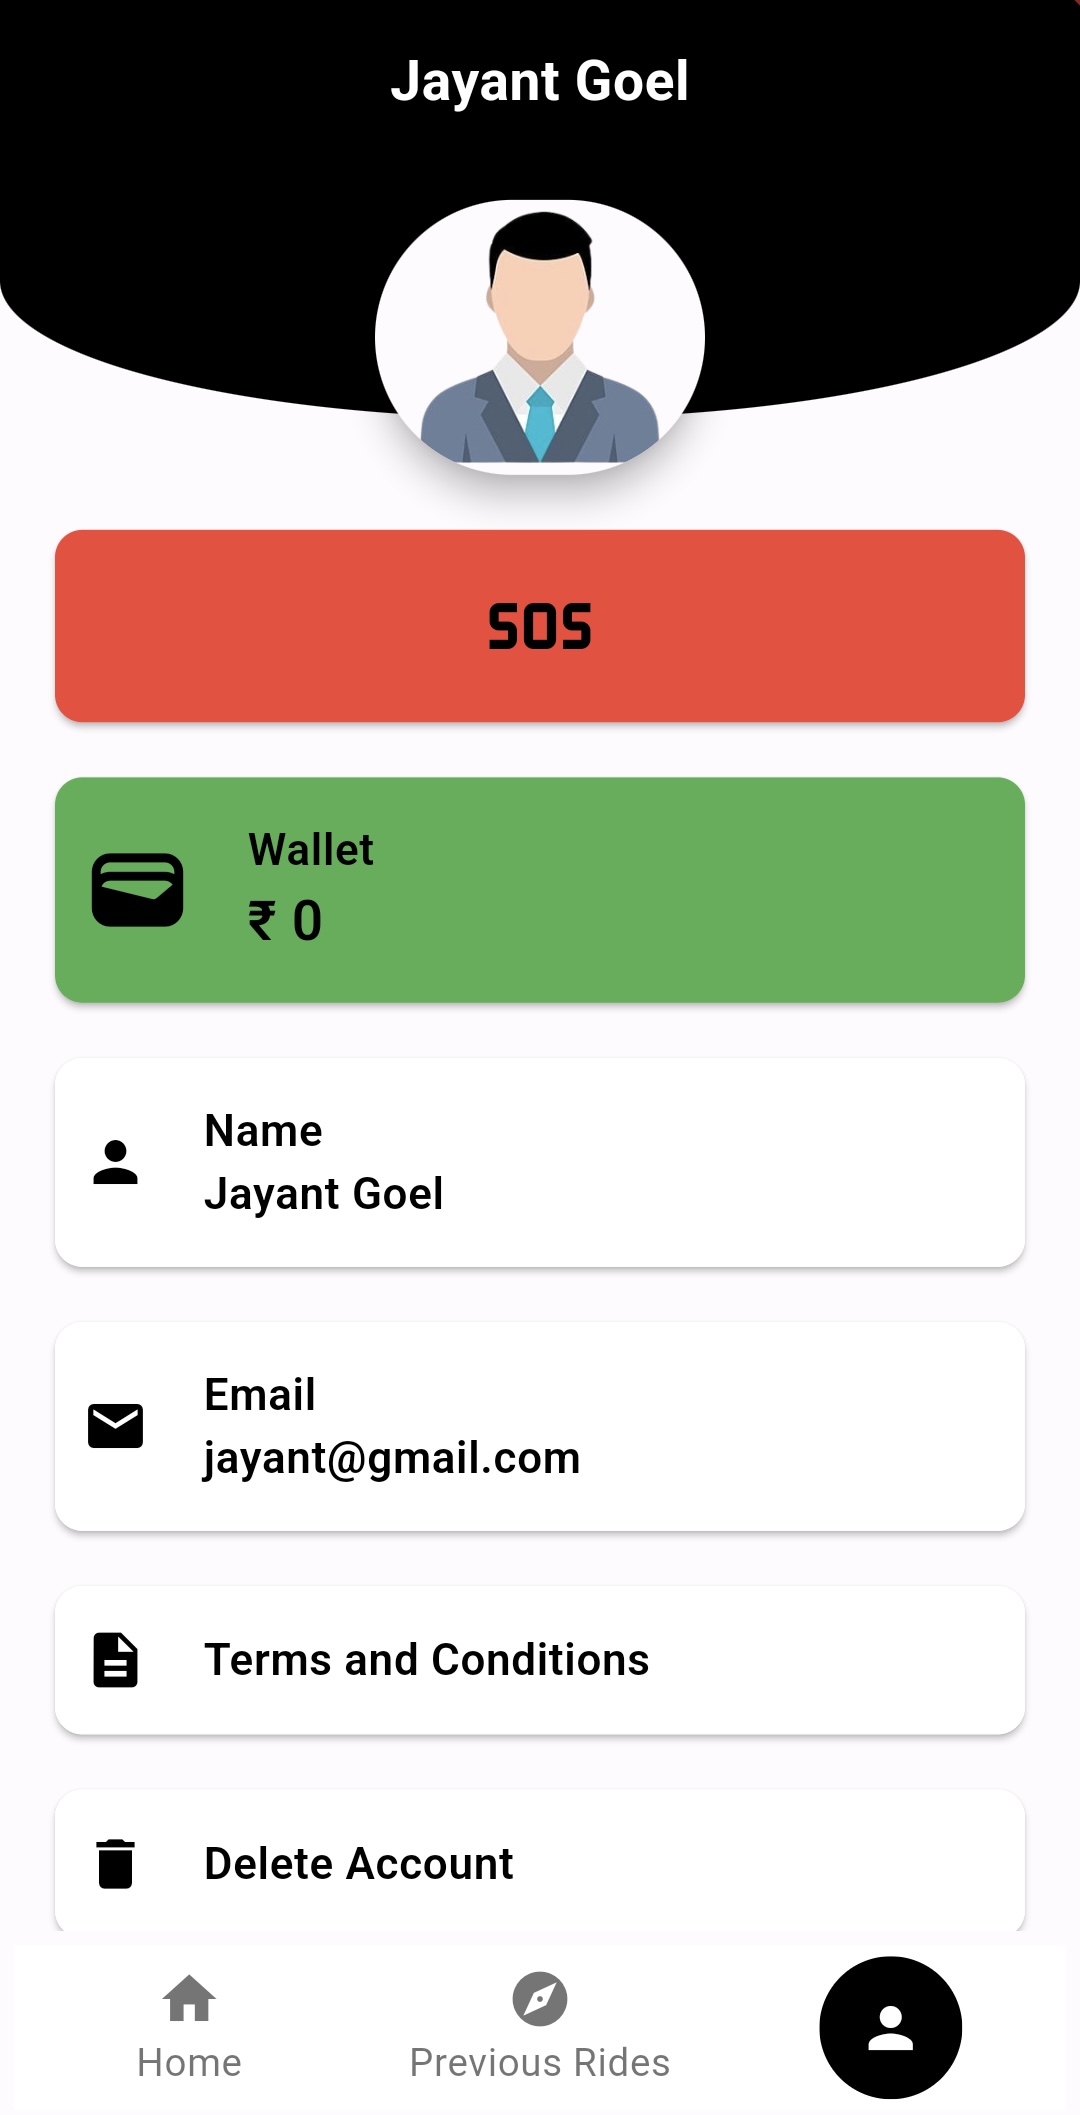 Jayant Goel
SOS
Wallet
₹ 0
Name
Jayant Goel
Email
jayant@gmail.com
Terms and Conditions
Delete Account
Home
Previous Rides